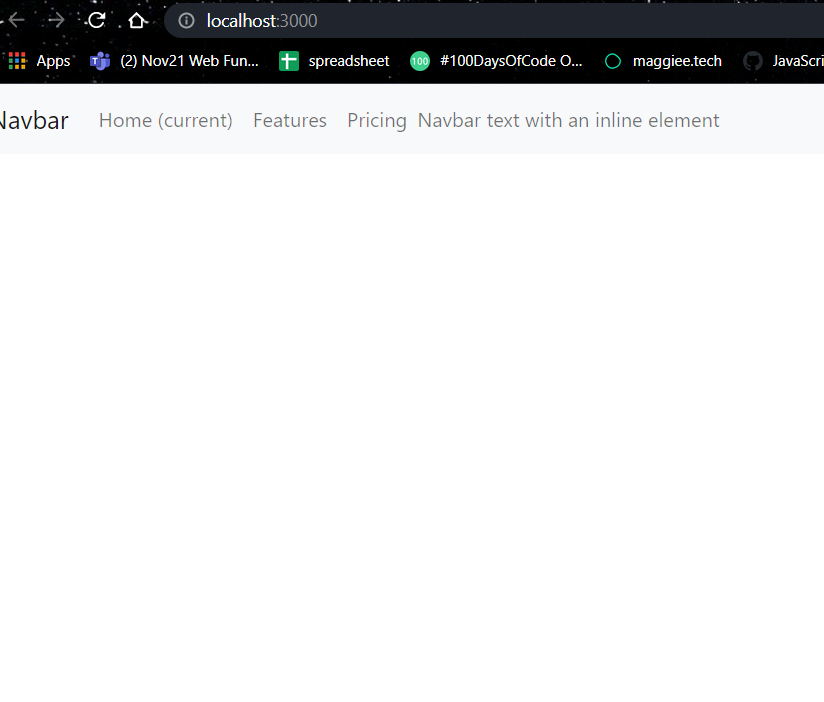 localhost:3000
Apps (2) Nov21 Web Fun... spreadsheet 100 #100DaysOfCode O... maggiee.tech JavaScri
Navbar Home (current) Features Pricing Navbar text with an inline element